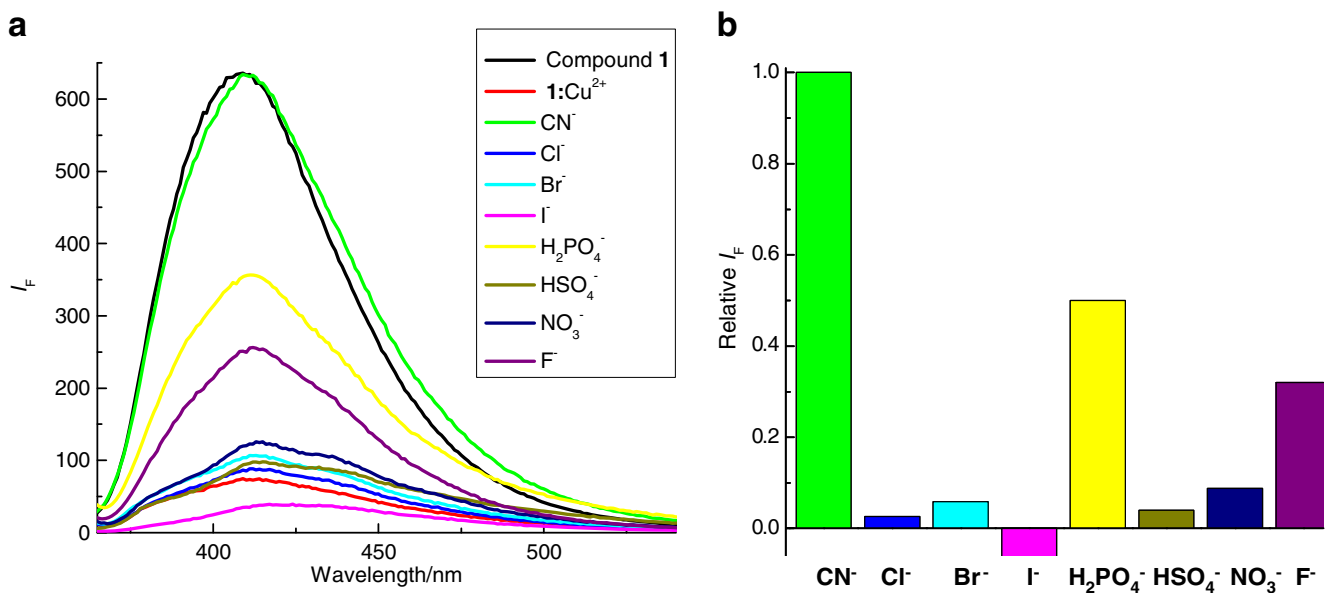 a
Compound 1
1:Cu²⁺
CN⁻
Cl⁻
Br⁻
I⁻
H₂PO₄⁻
HSO₄⁻
NO₃⁻
F⁻
600
500
400
300
200
100
0
I_F
400 450 500
Wavelength/nm
b
1.0
0.8
0.6
0.4
0.2
0.0
Relative I_F
CN⁻ Cl⁻ Br⁻ I⁻ H₂PO₄⁻ HSO₄⁻ NO₃⁻ F⁻